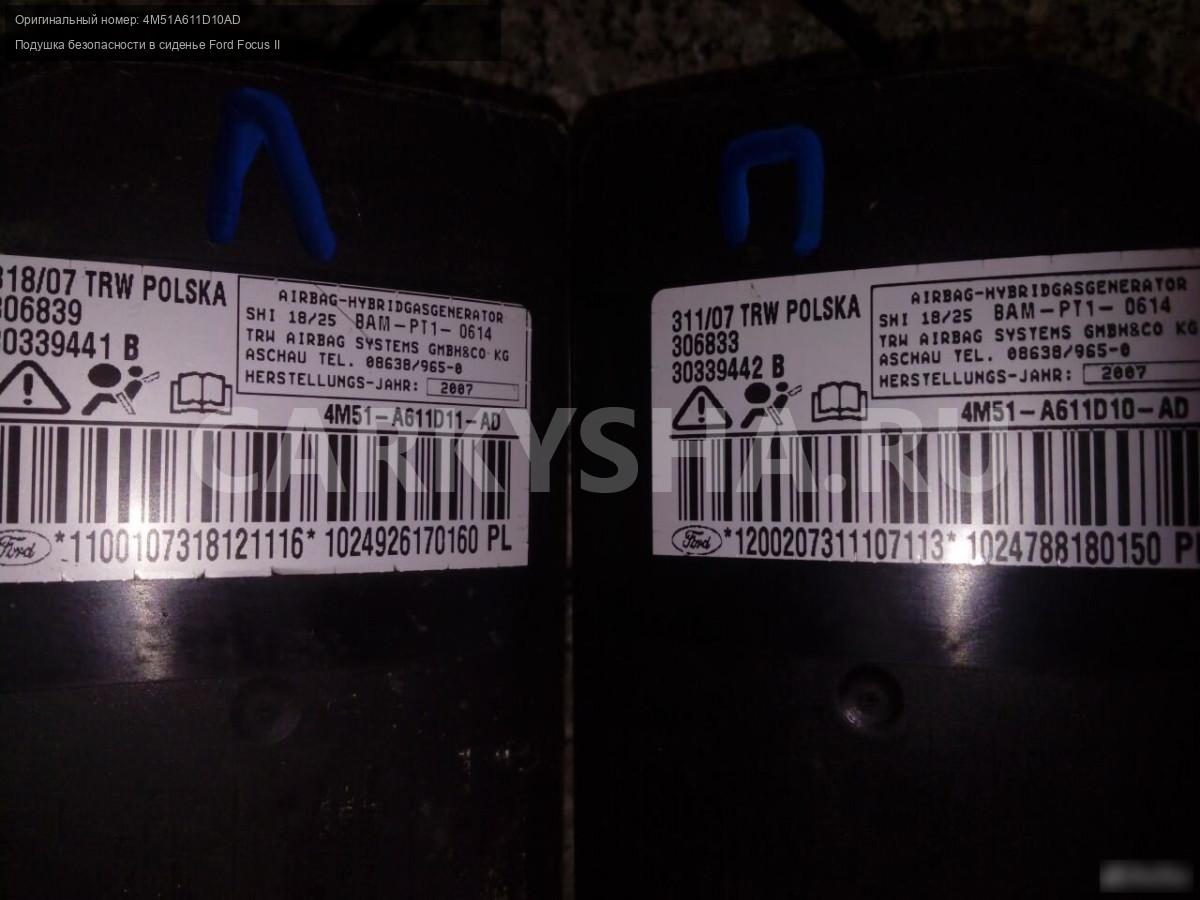 Оригинальный номер: 4M51A611D10AD
Подушка безопасности в сиденье Ford Focus II
Л
П
318/07 TRW POLSKA
306839
30339441 B
AIRBAG-HYBRIDGASGENERATOR
SHI 18/25 BAM-PT1-0614
TRW AIRBAG SYSTEMS GMBH&CO KG
ASCHAU TEL. 08638/965-0
HERSTELLUNGS-JAHR: 2007
4M51-A611D11-AD
Ford *1100107318121116* 1024926170160 PL
311/07 TRW POLSKA
306833
30339442 B
AIRBAG-HYBRIDGASGENERATOR
SHI 18/25 BAM-PT1-0614
TRW AIRBAG SYSTEMS GMBH&CO KG
ASCHAU TEL. 08638/965-0
HERSTELLUNGS-JAHR: 2007
4M51-A611D10-AD
Ford *1200207311107113* 1024788180150 PL
CARKYSHA.RU